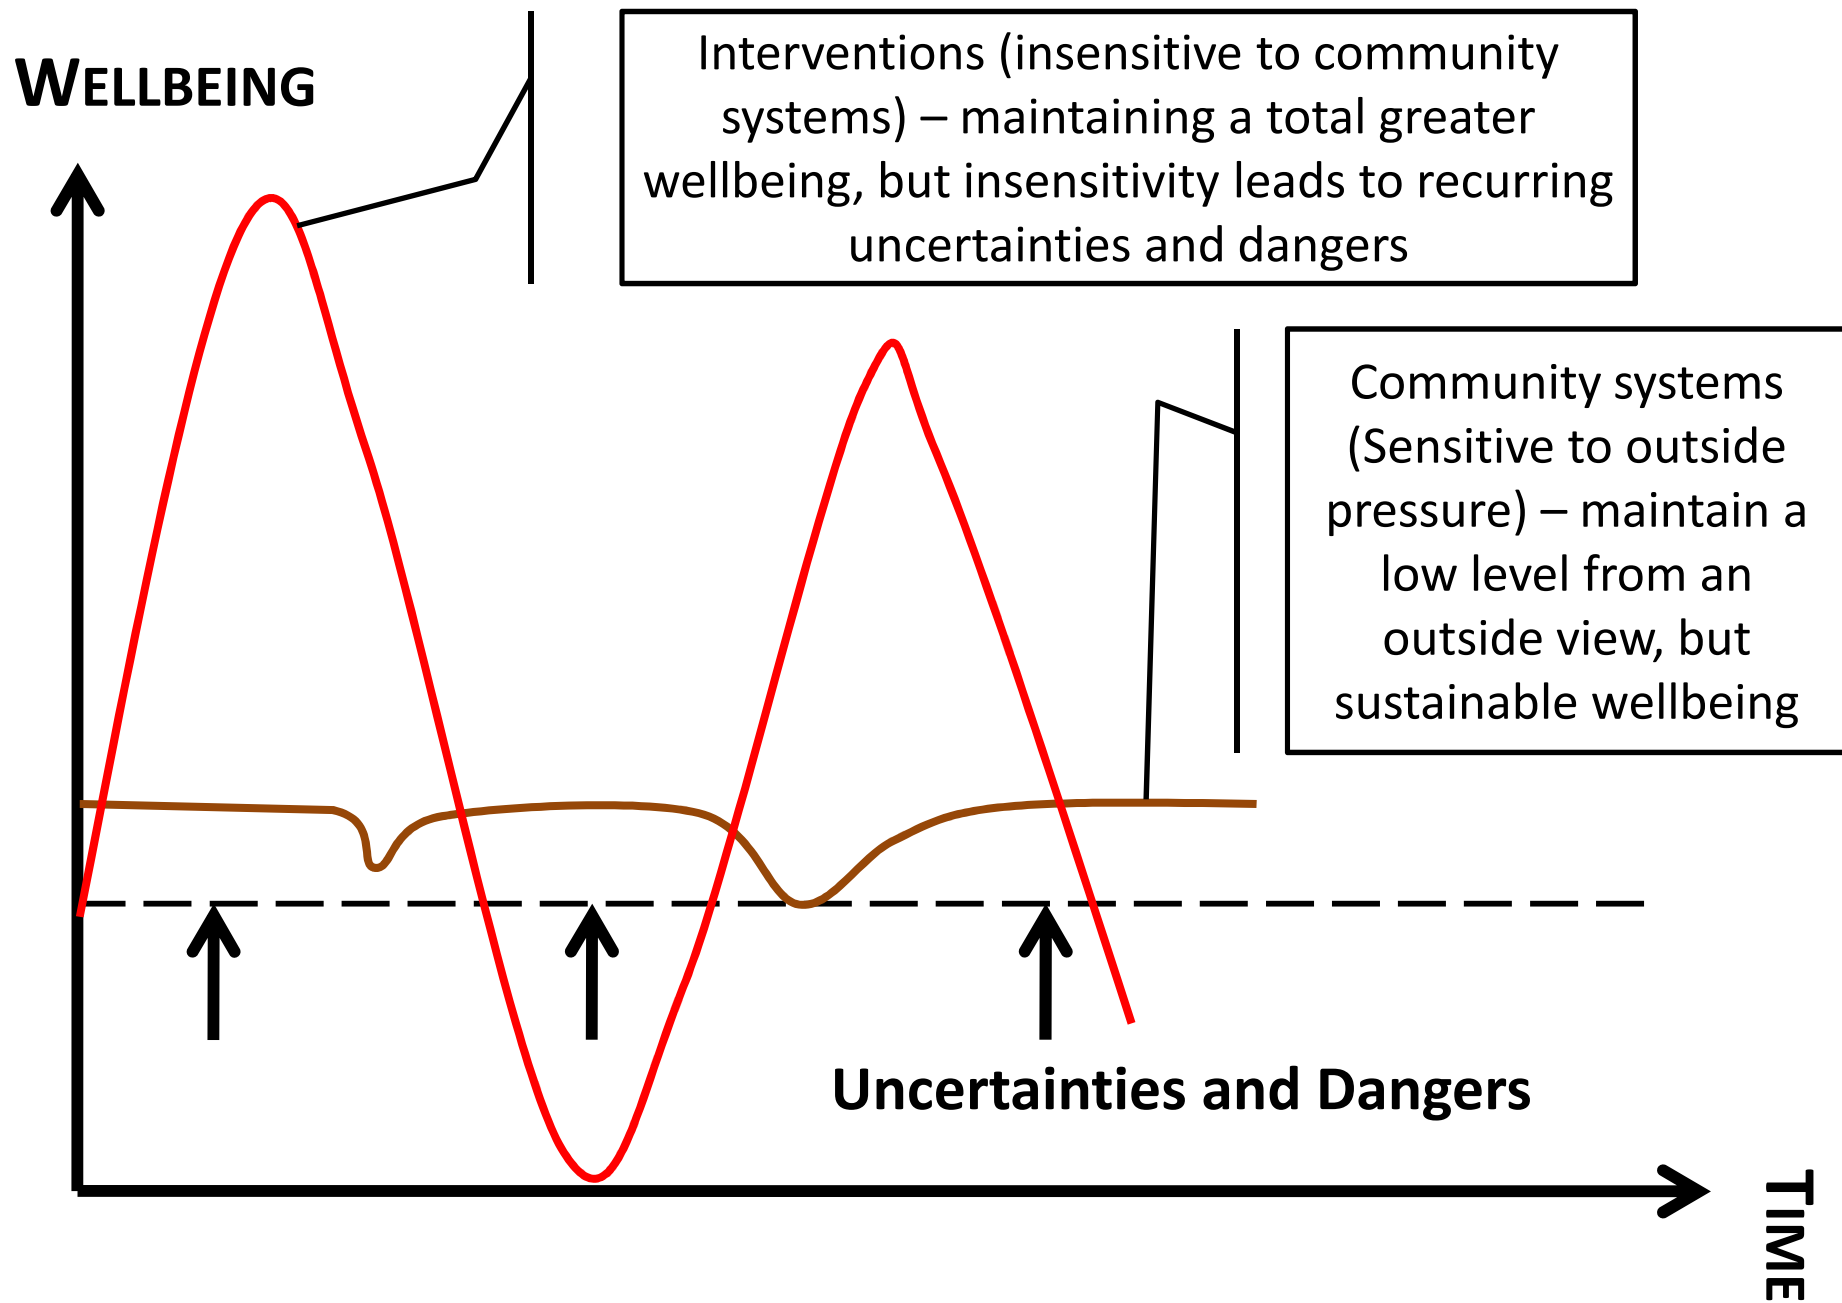 WELLBEING
Interventions (insensitive to community
systems) – maintaining a total greater
wellbeing, but insensitivity leads to recurring
uncertainties and dangers
Community systems
(Sensitive to outside
pressure) – maintain a
low level from an
outside view, but
sustainable wellbeing
Uncertainties and Dangers
TIME